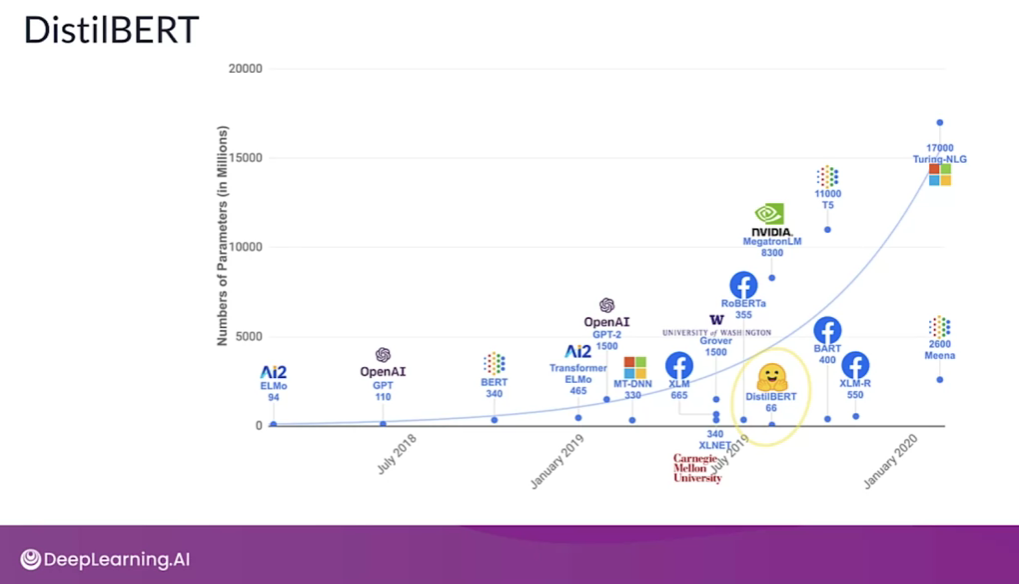 DistilBERT
Numbers of Parameters (in Millions)
20000
15000
10000
5000
0
July 2018
January 2019
July 2019
January 2020
Ai2
ELMo
94
OpenAI
GPT
110
BERT
340
Ai2
Transformer
ELMo
465
OpenAI
GPT-2
1500
MT-DNN
330
XLM
665
UNIVERSITY of WASHINGTON
Grover
1500
340
XLNET
Carnegie
Mellon
University
RoBERTa
355
NVIDIA.
MegatronLM
8300
DistilBERT
66
11000
T5
BART
400
XLM-R
550
17000
Turing-NLG
2600
Meena
DeepLearning.AI